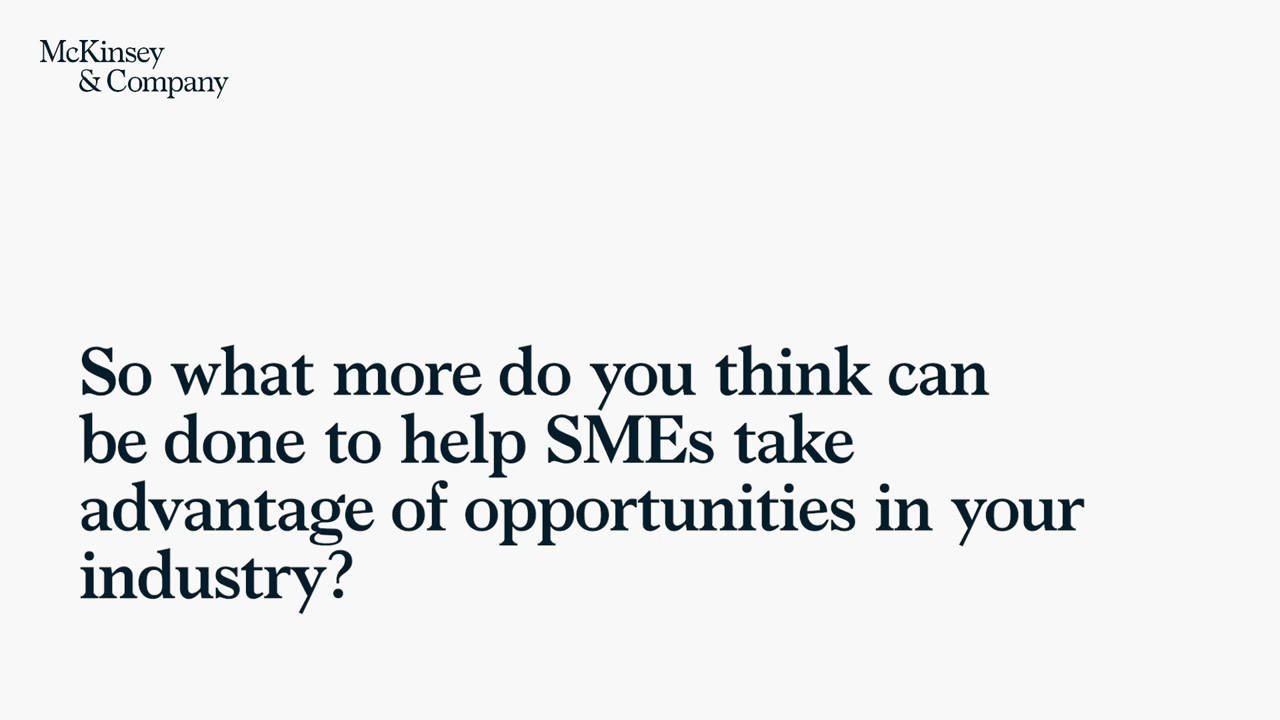 McKinsey
& Company
So what more do you think can
be done to help SMEs take
advantage of opportunities in your
industry?